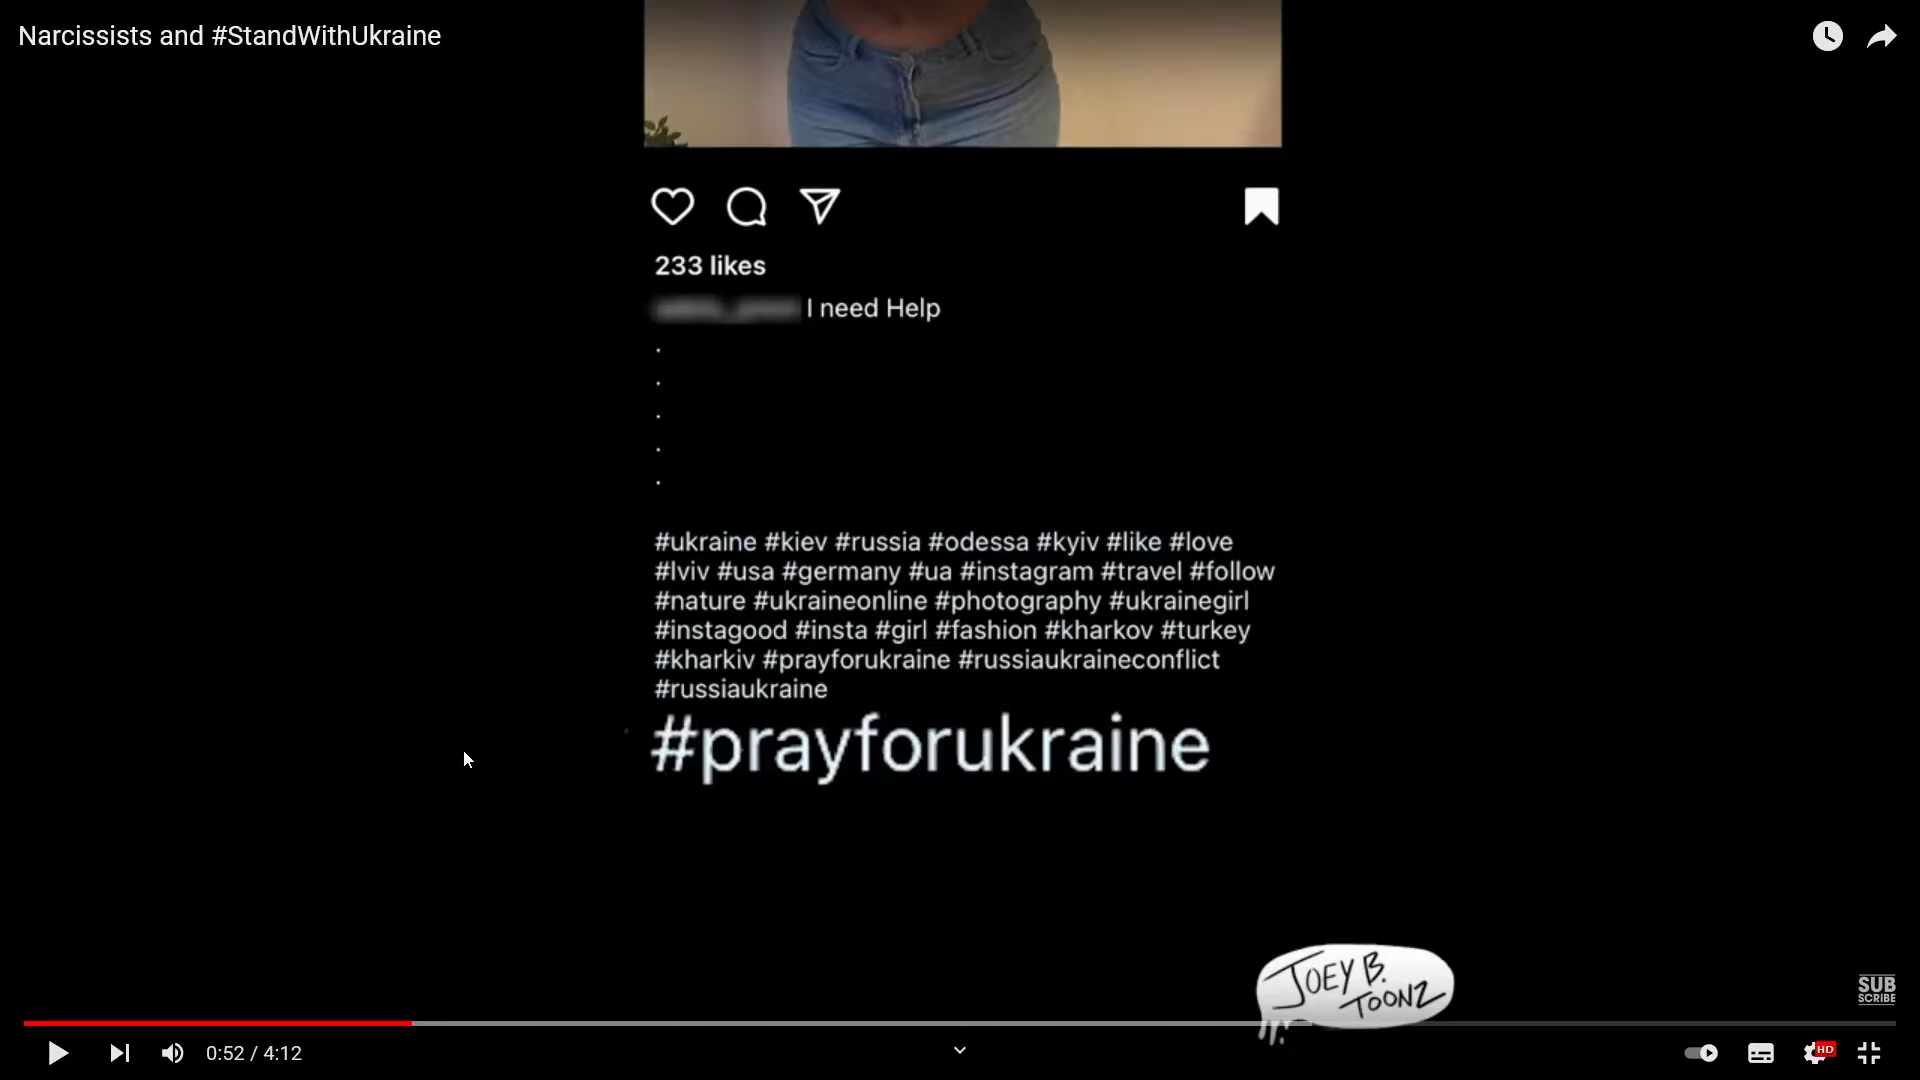 Narcissists and #StandWithUkraine
233 likes
I need Help
.
.
.
.
.
#ukraine #kiev #russia #odessa #kyiv #like #love
#lviv #usa #germany #ua #instagram #travel #follow
#nature #ukraineonline #photography #ukrainegirl
#instagood #insta #girl #fashion #kharkov #turkey
#kharkiv #prayforukraine #russiaukraineconflict
#russiaukraine
#prayforukraine
JOEY B.
TOONZ
SUB
SCRIBE
0:52 / 4:12
HD